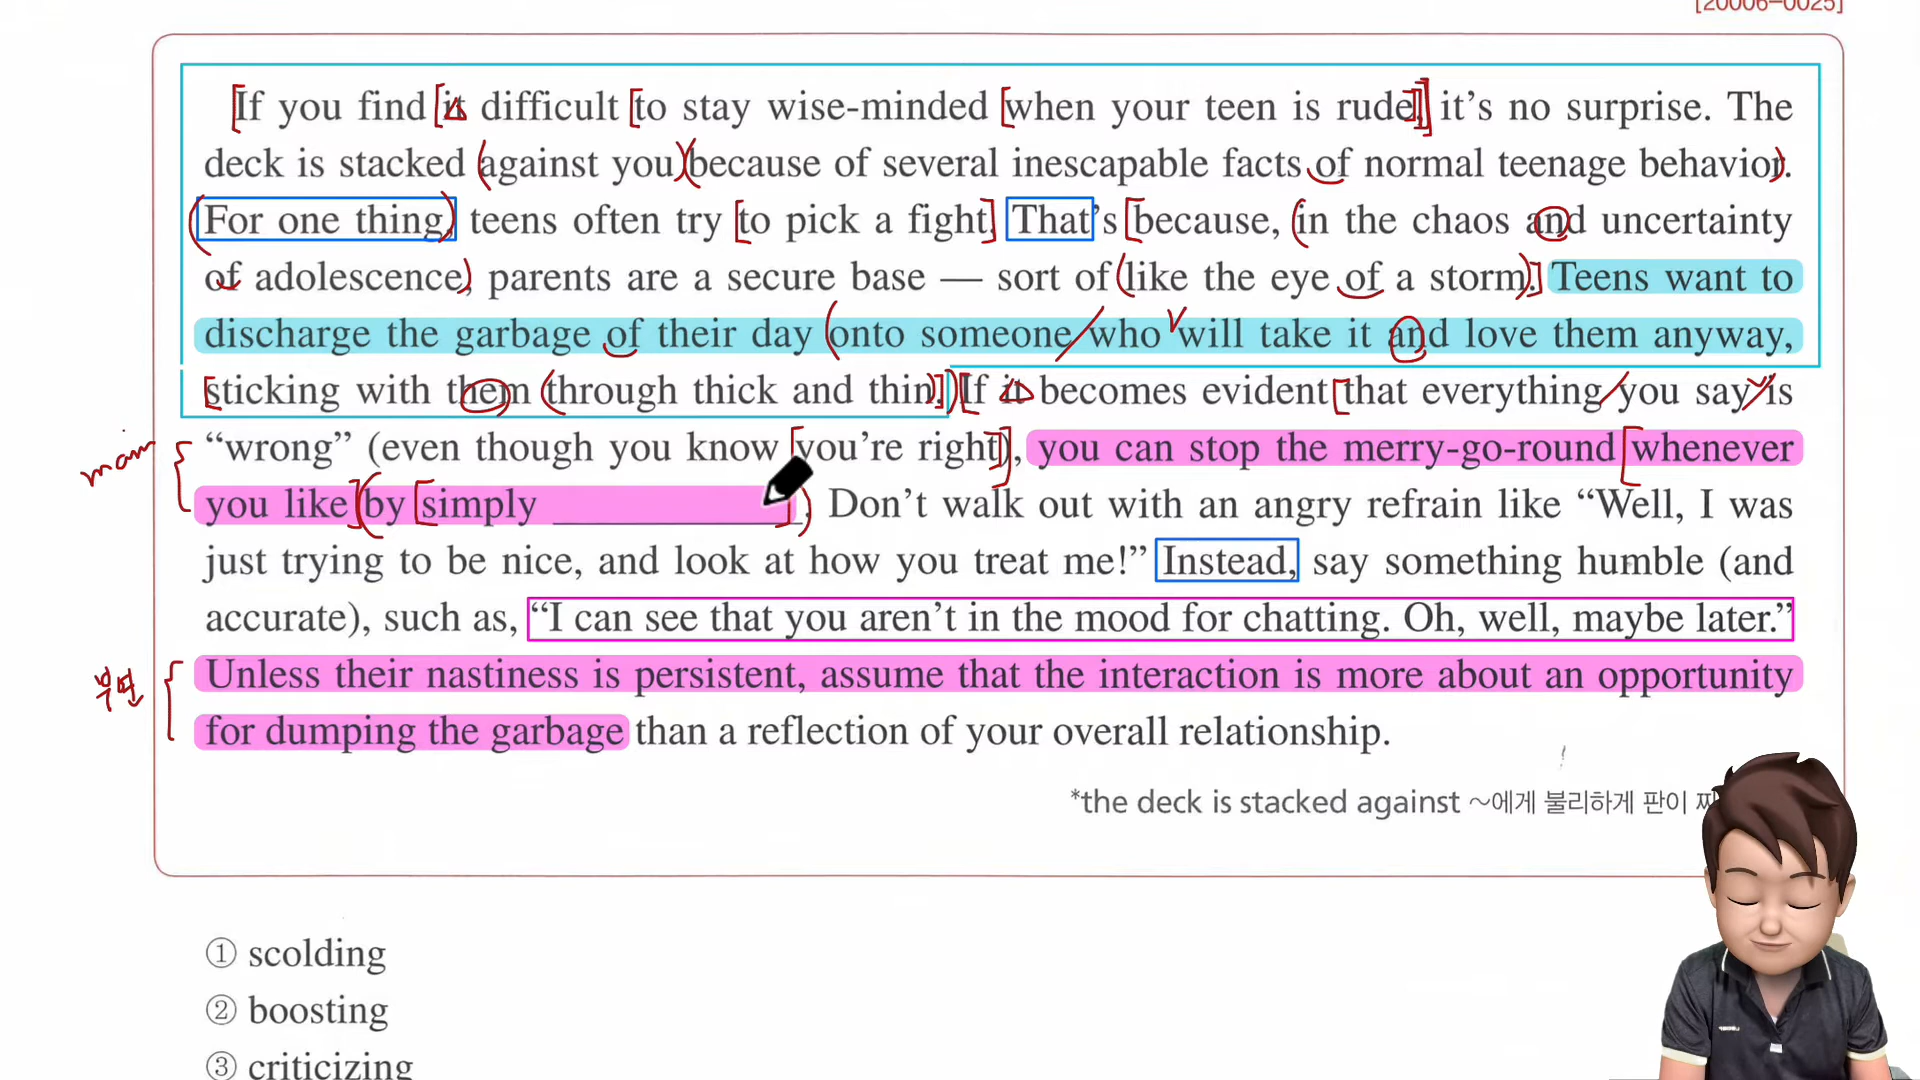 [20006-0025]
If you find it difficult to stay wise-minded when your teen is rude, it’s no surprise. The
deck is stacked against you because of several inescapable facts of normal teenage behavior.
For one thing, teens often try to pick a fight. That’s because, in the chaos and uncertainty
of adolescence, parents are a secure base — sort of like the eye of a storm. Teens want to
discharge the garbage of their day onto someone who will take it and love them anyway,
sticking with them through thick and thin. If it becomes evident that everything you say is
“wrong” (even though you know you’re right), you can stop the merry-go-round whenever
main
you like by simply ____________. Don’t walk out with an angry refrain like “Well, I was
just trying to be nice, and look at how you treat me!” Instead, say something humble (and
accurate), such as, “I can see that you aren’t in the mood for chatting. Oh, well, maybe later.”
부연
Unless their nastiness is persistent, assume that the interaction is more about an opportunity
for dumping the garbage than a reflection of your overall relationship.
*the deck is stacked against ～에게 불리하게 판이
① scolding
② boosting
③ criticizing